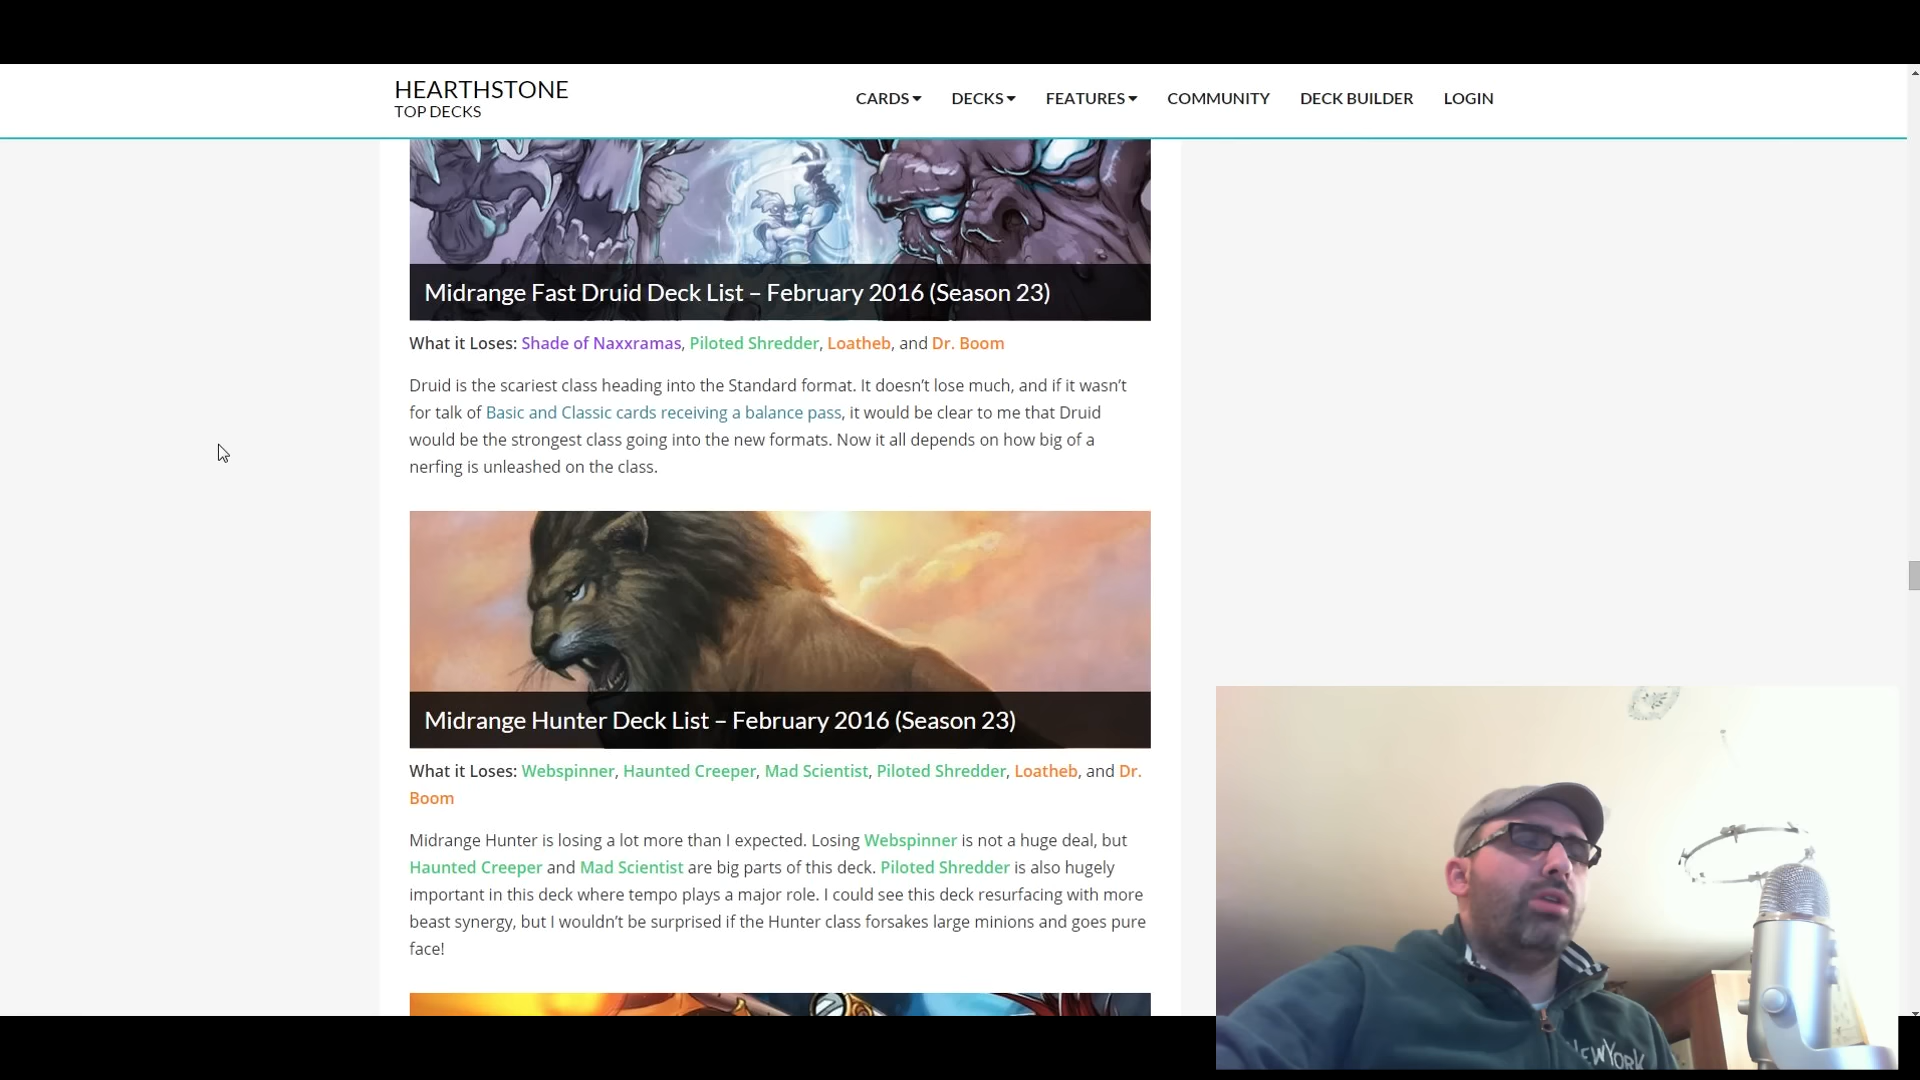 HEARTHSTONE
TOP DECKS
CARDS DECKS FEATURES COMMUNITY DECK BUILDER LOGIN
Midrange Fast Druid Deck List – February 2016 (Season 23)
What it Loses: Shade of Naxxramas, Piloted Shredder, Loatheb, and Dr. Boom
Druid is the scariest class heading into the Standard format. It doesn’t lose much, and if it wasn’t
for talk of Basic and Classic cards receiving a balance pass, it would be clear to me that Druid
would be the strongest class going into the new formats. Now it all depends on how big of a
nerfing is unleashed on the class.
Midrange Hunter Deck List – February 2016 (Season 23)
What it Loses: Webspinner, Haunted Creeper, Mad Scientist, Piloted Shredder, Loatheb, and Dr.
Boom
Midrange Hunter is losing a lot more than I expected. Losing Webspinner is not a huge deal, but
Haunted Creeper and Mad Scientist are big parts of this deck. Piloted Shredder is also hugely
important in this deck where tempo plays a major role. I could see this deck resurfacing with more
beast synergy, but I wouldn’t be surprised if the Hunter class forsakes large minions and goes pure
face!
NEWYORK